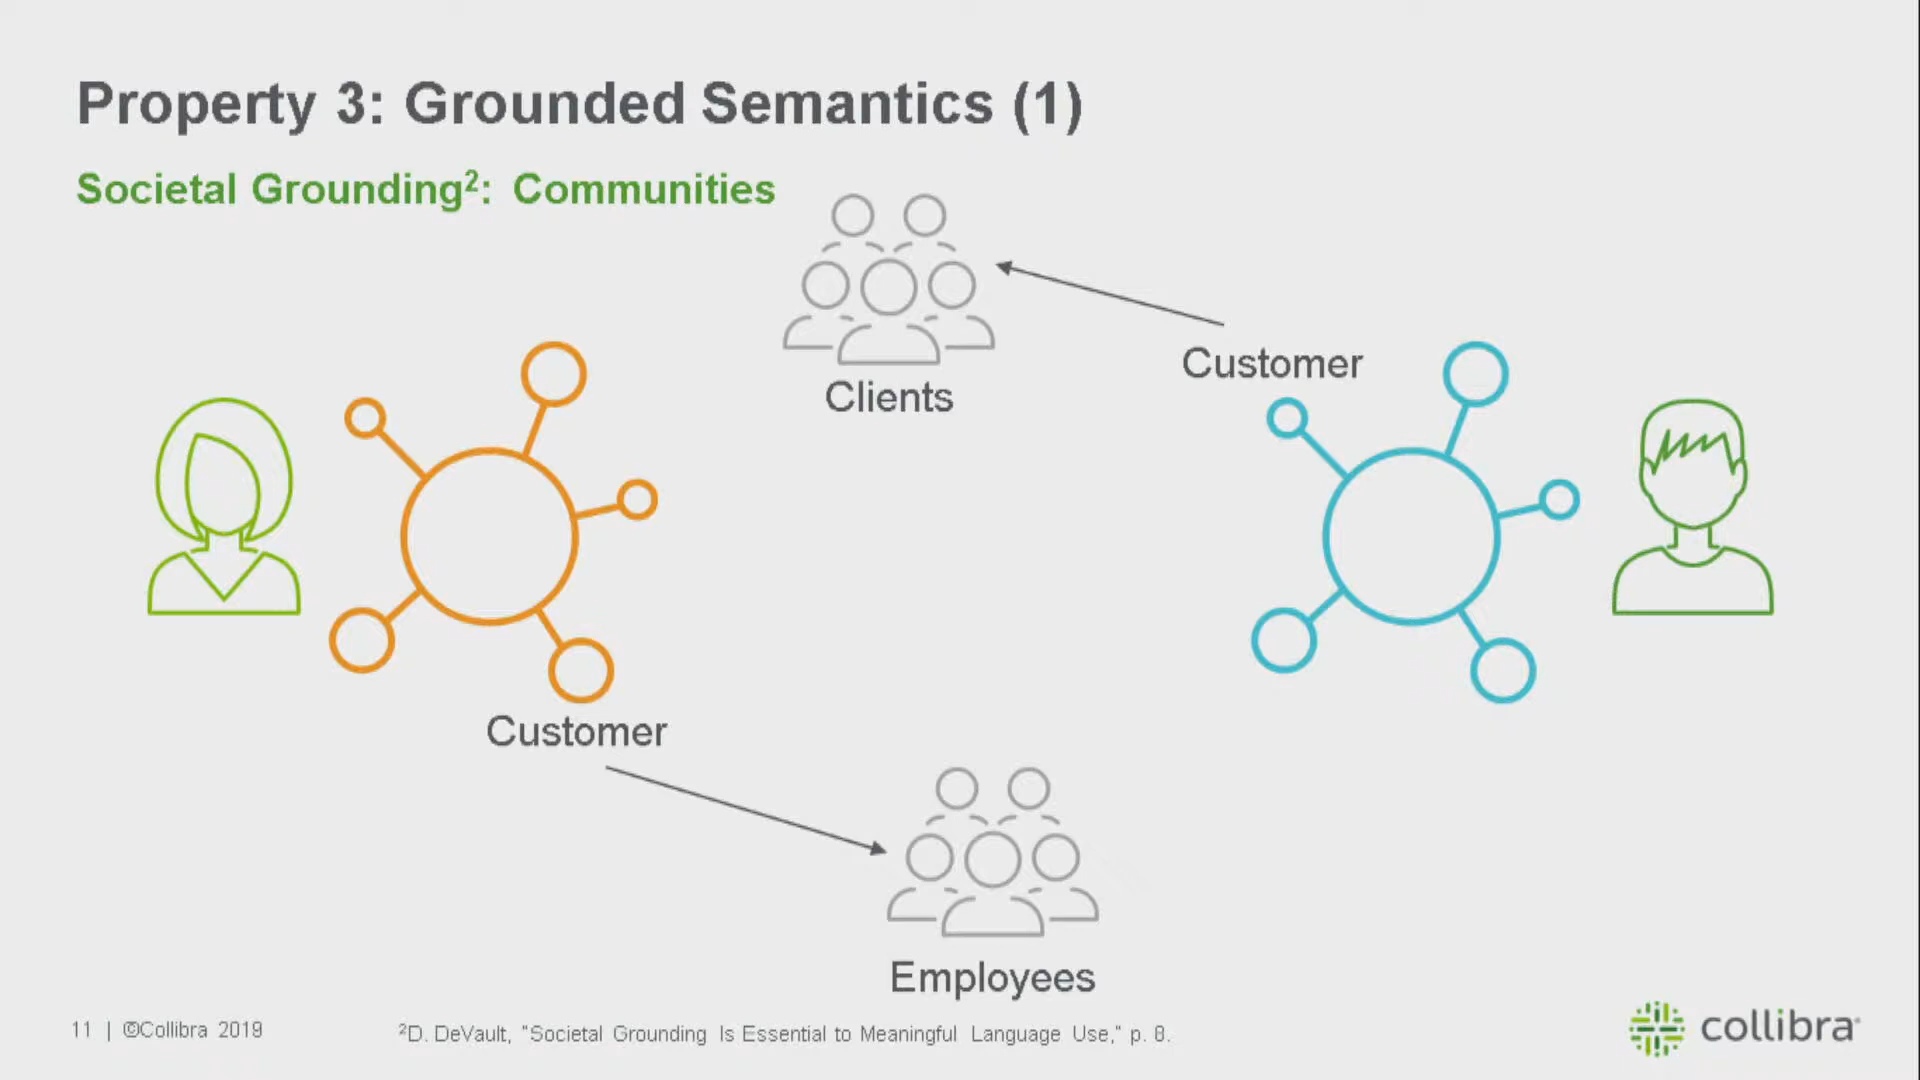 Property 3: Grounded Semantics (1)
Societal Grounding²: Communities
Clients
Customer
Customer
Employees
11 | ©Collibra 2019
²D. DeVault, "Societal Grounding Is Essential to Meaningful Language Use," p. 8.
collibra